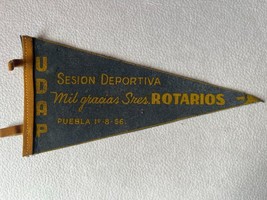 UDAP
SESION DEPORTIVA
Mil gracias Sres. ROTARIOS
PUEBLA 1º-8-56.